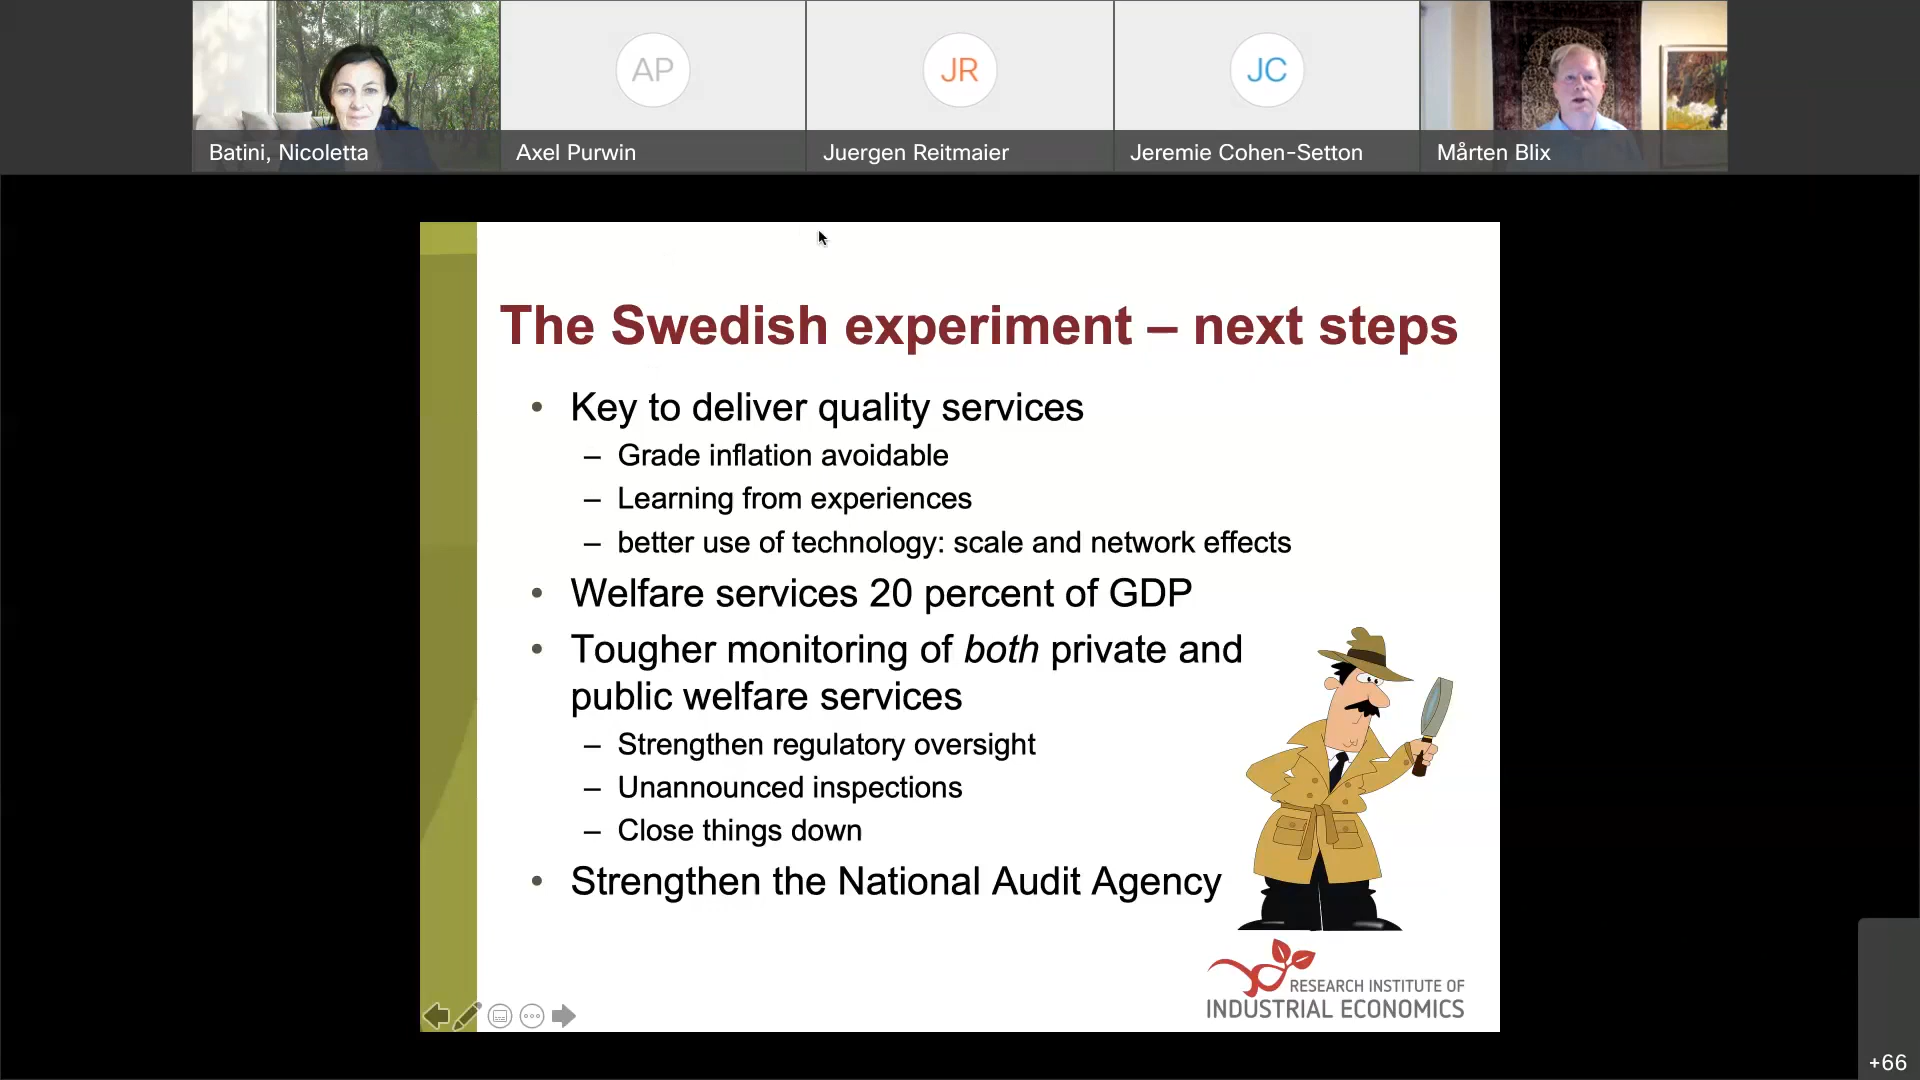 AP
JR
JC
Batini, Nicoletta
Axel Purwin
Juergen Reitmaier
Jeremie Cohen-Setton
Mårten Blix
The Swedish experiment – next steps
• Key to deliver quality services
– Grade inflation avoidable
– Learning from experiences
– better use of technology: scale and network effects
• Welfare services 20 percent of GDP
• Tougher monitoring of both private and
public welfare services
– Strengthen regulatory oversight
– Unannounced inspections
– Close things down
• Strengthen the National Audit Agency
RESEARCH INSTITUTE OF
INDUSTRIAL ECONOMICS
+66